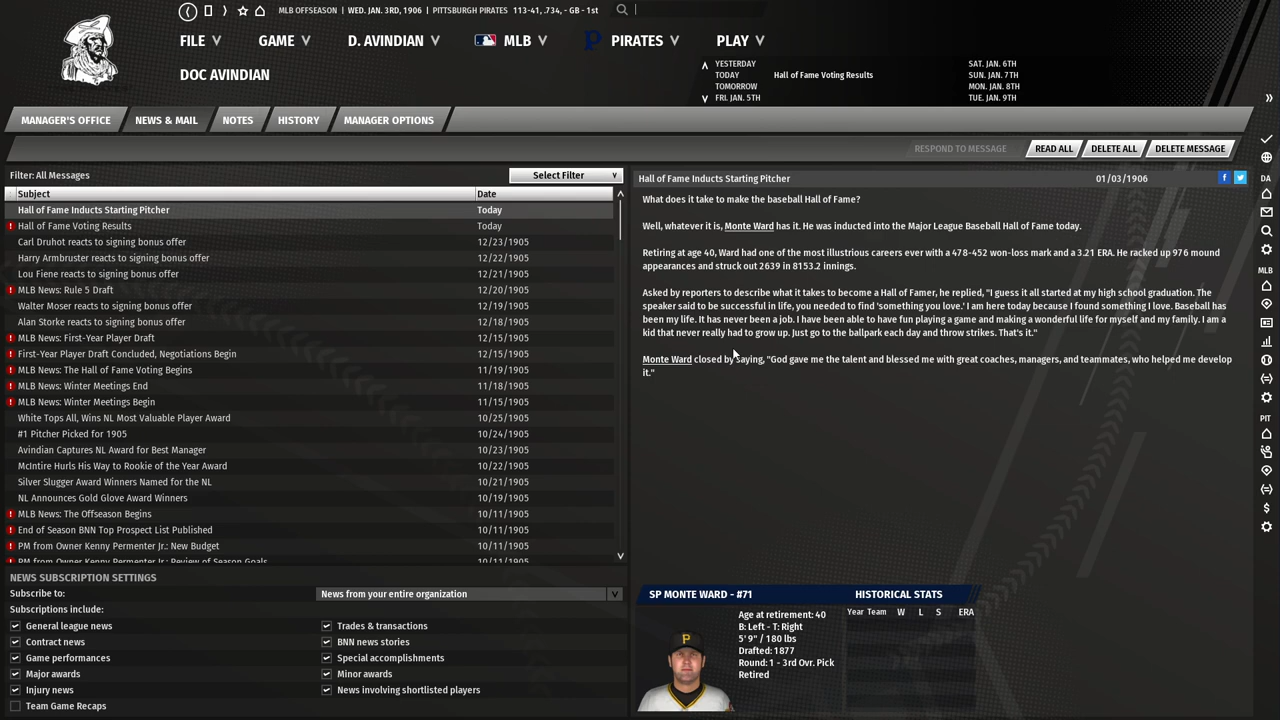 MLB OFFSEASON | WED. JAN. 3RD, 1906 | PITTSBURGH PIRATES 113-41, .734, - GB - 1st
FILE GAME D. AVINDIAN MLB PIRATES PLAY
DOC AVINDIAN
YESTERDAY SAT. JAN. 6TH
TODAY Hall of Fame Voting Results SUN. JAN. 7TH
TOMORROW MON. JAN. 8TH
FRI. JAN. 5TH TUE. JAN. 9TH
MANAGER'S OFFICE NEWS & MAIL NOTES HISTORY MANAGER OPTIONS
RESPOND TO MESSAGE READ ALL DELETE ALL DELETE MESSAGE
Filter: All Messages Select Filter
Subject Date
Hall of Fame Inducts Starting Pitcher Today
Hall of Fame Voting Results Today
Carl Druhot reacts to signing bonus offer 12/23/1905
Harry Armbruster reacts to signing bonus offer 12/22/1905
Lou Fiene reacts to signing bonus offer 12/21/1905
MLB News: Rule 5 Draft 12/20/1905
Walter Moser reacts to signing bonus offer 12/19/1905
Alan Storke reacts to signing bonus offer 12/18/1905
MLB News: First-Year Player Draft 12/15/1905
First-Year Player Draft Concluded, Negotiations Begin 12/15/1905
MLB News: The Hall of Fame Voting Begins 11/19/1905
MLB News: Winter Meetings End 11/18/1905
MLB News: Winter Meetings Begin 11/15/1905
White Tops All, Wins NL Most Valuable Player Award 10/25/1905
#1 Pitcher Picked for 1905 10/24/1905
Avindian Captures NL Award for Best Manager 10/23/1905
McIntire Hurls His Way to Rookie of the Year Award 10/22/1905
Silver Slugger Award Winners Named for the NL 10/21/1905
NL Announces Gold Glove Award Winners 10/19/1905
MLB News: The Offseason Begins 10/11/1905
End of Season BNN Top Prospect List Published 10/11/1905
PM from Owner Kenny Permenter Jr.: New Budget 10/11/1905
PM from Owner Kenny Permenter Jr.: Review of Season Goals 10/11/1905
NEWS SUBSCRIPTION SETTINGS
Subscribe to: News from your entire organization
Subscriptions include:
General league news Trades & transactions
Contract news BNN news stories
Game performances Special accomplishments
Major awards Minor awards
Injury news News involving shortlisted players
Team Game Recaps
Hall of Fame Inducts Starting Pitcher 01/03/1906
What does it take to make the baseball Hall of Fame?
Well, whatever it is, Monte Ward has it. He was inducted into the Major League Baseball Hall of Fame today.
Retiring at age 40, Ward had one of the most illustrious careers ever with a 478-452 won-loss mark and a 3.21 ERA. He racked up 976 mound
appearances and struck out 2639 in 8153.2 innings.
Asked by reporters to describe what it takes to become a Hall of Famer, he replied, "I guess it all started at my high school graduation. The
speaker said to be successful in life, you needed to find 'something you love.' I am here today because I found something I love. Baseball has
been my life. It has never been a job. I have been able to have fun playing a game and making a wonderful life for myself and my family. I am a
kid that never really had to grow up. Just go to the ballpark each day and throw strikes. That's it."
Monte Ward closed by saying, "God gave me the talent and blessed me with great coaches, managers, and teammates, who helped me develop
it."
SP MONTE WARD - #71 HISTORICAL STATS
Age at retirement: 40 Year Team W L S ERA
B: Left - T: Right
5' 9" / 180 lbs
Drafted: 1877
Round: 1 - 3rd Ovr. Pick
Retired
DA
MLB
PIT